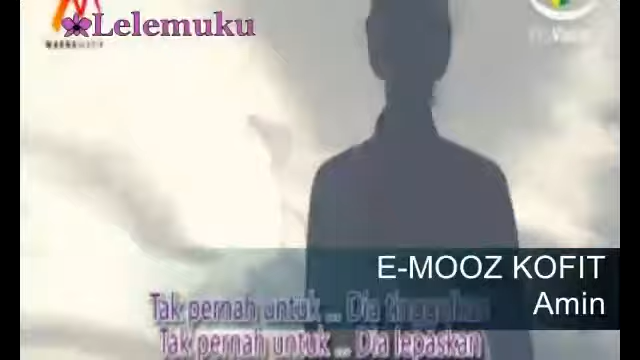 Lelemuku
E-MOOZ KOFIT
Amin
Tak pernah untuk ... Dia tinggalkan
Tak pernah untuk ... Dia lepaskan